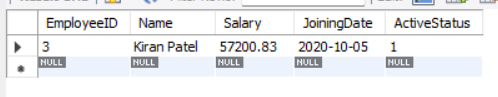 EmployeeID Name Salary JoiningDate ActiveStatus
3 Kiran Patel 57200.83 2020-10-05 1
NULL NULL NULL NULL NULL